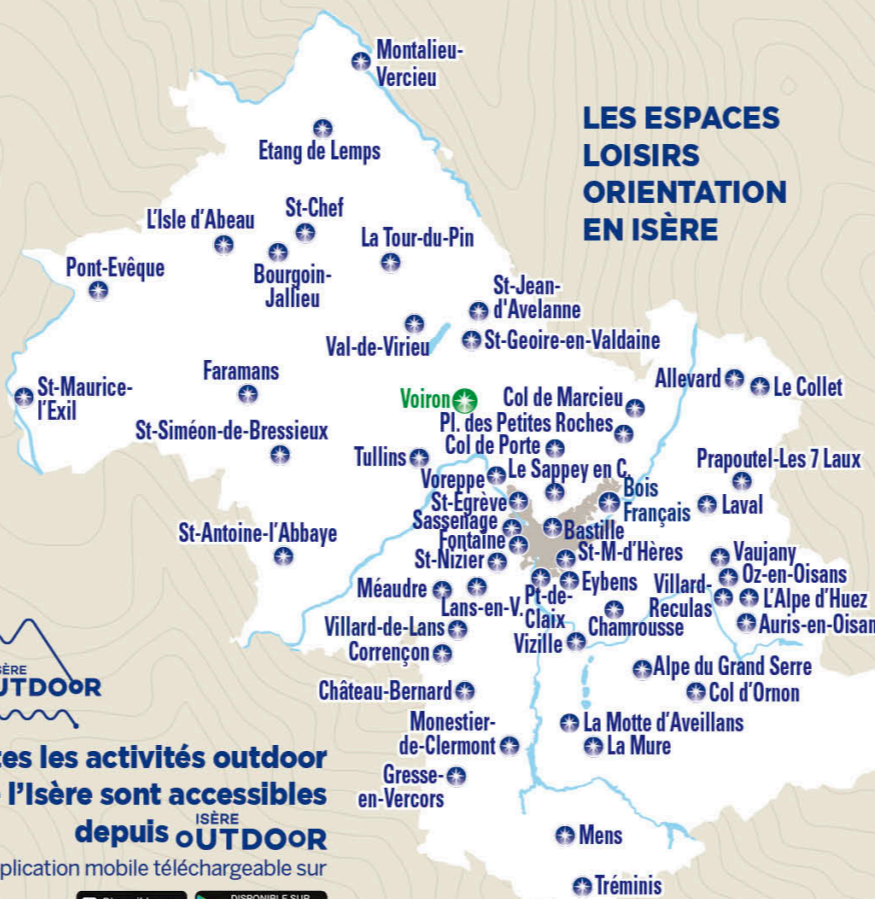 Montalieu-
Vercieu
LES ESPACES
LOISIRS
ORIENTATION
EN ISÈRE
Etang de Lemps
L'Isle d'Abeau
St-Chef
La Tour-du-Pin
Pont-Evêque
Bourgoin-
Jallieu
St-Jean-
d'Avelanne
Val-de-Virieu
St-Geoire-en-Valdaine
St-Maurice-
l'Exil
Faramans
Voiron
Col de Marcieu
Allevard
Le Collet
St-Siméon-de-Bressieux
Pl. des Petites Roches
Col de Porte
Tullins
Voreppe
Le Sappey en C.
Prapoutel-Les 7 Laux
Bois
Français
Laval
St-Egrève
Sassenage
Fontaine
Bastille
St-Antoine-l'Abbaye
St-Nizier
St-M-d'Hères
Vaujany
Méaudre
Lans-en-V.
Pt-de-
Claix
Eybens
Villard-
Reculas
Oz-en-Oisans
L'Alpe d'Huez
Villard-de-Lans
Chamrousse
Auris-en-Oisan
Vizille
Corrençon
Alpe du Grand Serre
Château-Bernard
Col d'Ornon
Monestier-
de-Clermont
La Motte d'Aveillans
La Mure
Gresse-
en-Vercors
Mens
Tréminis
SÈRE
UTDOOR
tes les activités outdoor
l'Isère sont accessibles
depuis ISÈRE OUTDOOR
plication mobile téléchargeable sur
DISPONIBLE SUR